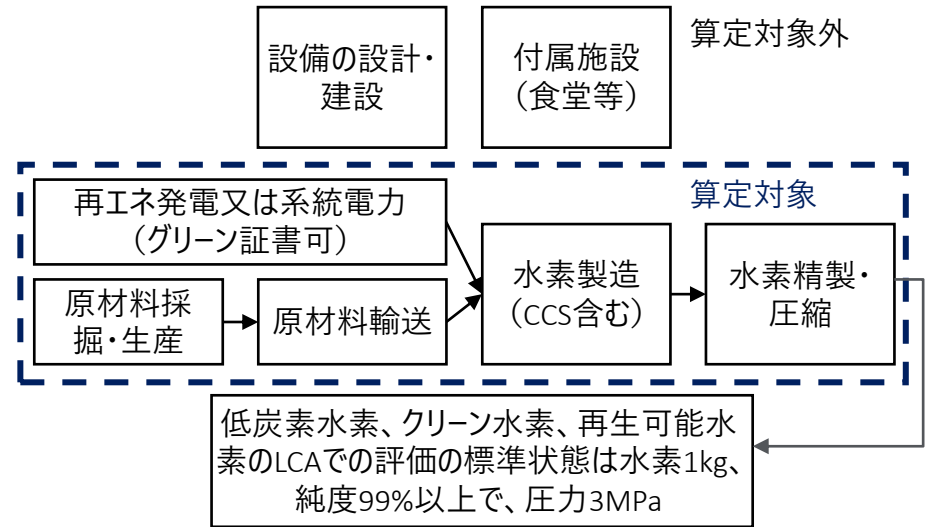 設備の設計・
建設
付属施設
（食堂等）
算定対象外
算定対象
再エネ発電又は系統電力
（グリーン証書可）
原材料採
掘・生産
原材料輸送
水素製造
（CCS含む）
水素精製・
圧縮
低炭素水素、クリーン水素、再生可能水
素のLCAでの評価の標準状態は水素1kg、
純度99%以上で、圧力3MPa